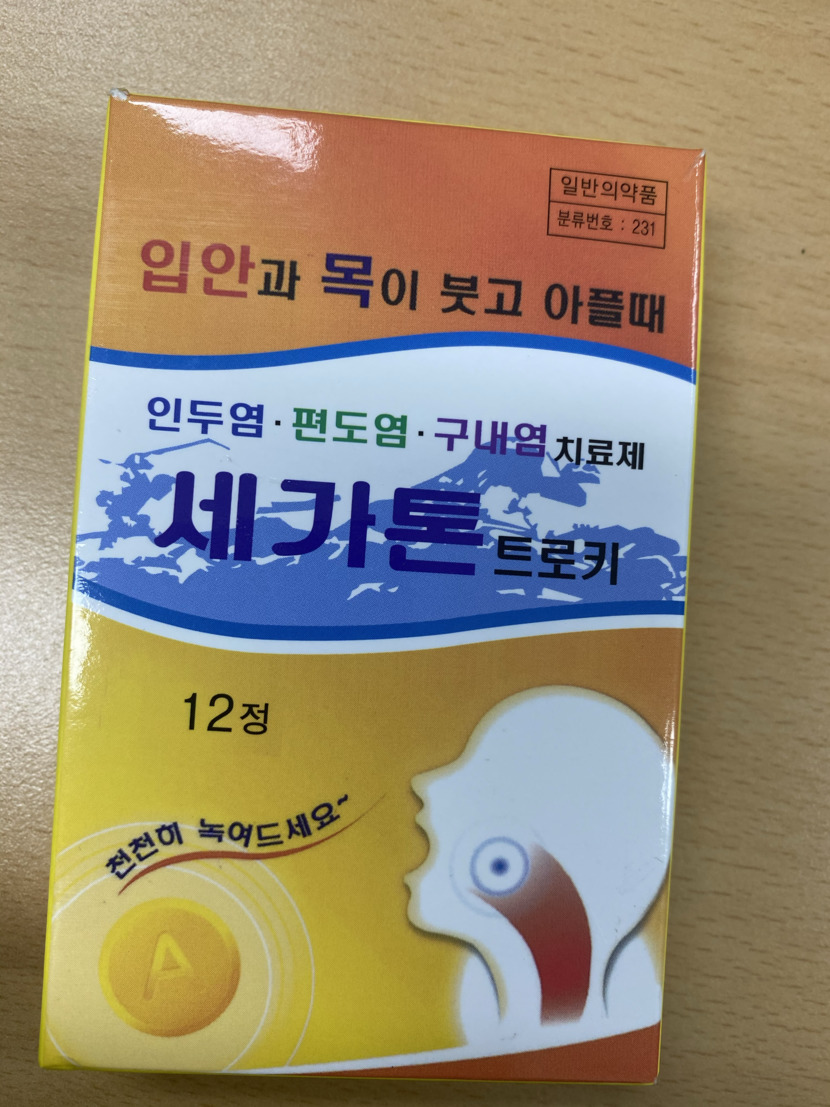 일반의약품
분류번호 : 231
입안과 목이 붓고 아플때
인두염·편도염·구내염 치료제
세가톤 트로키
12정
천천히 녹여드세요~
A